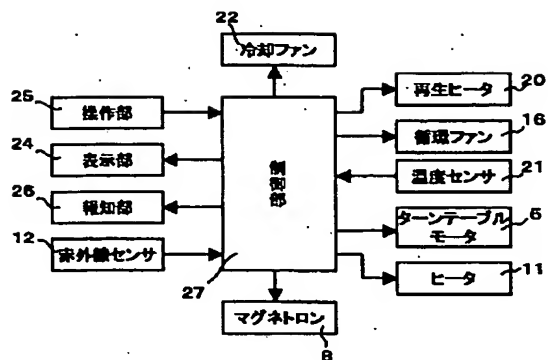 22
冷却ファン
25
操作部
24
表示部
26
報知部
12
赤外線センサ
制御部
27
再生ヒータ
20
循環ファン
16
温度センサ
21
ターンテーブル
モータ
6
ヒータ
11
マグネトロン
8